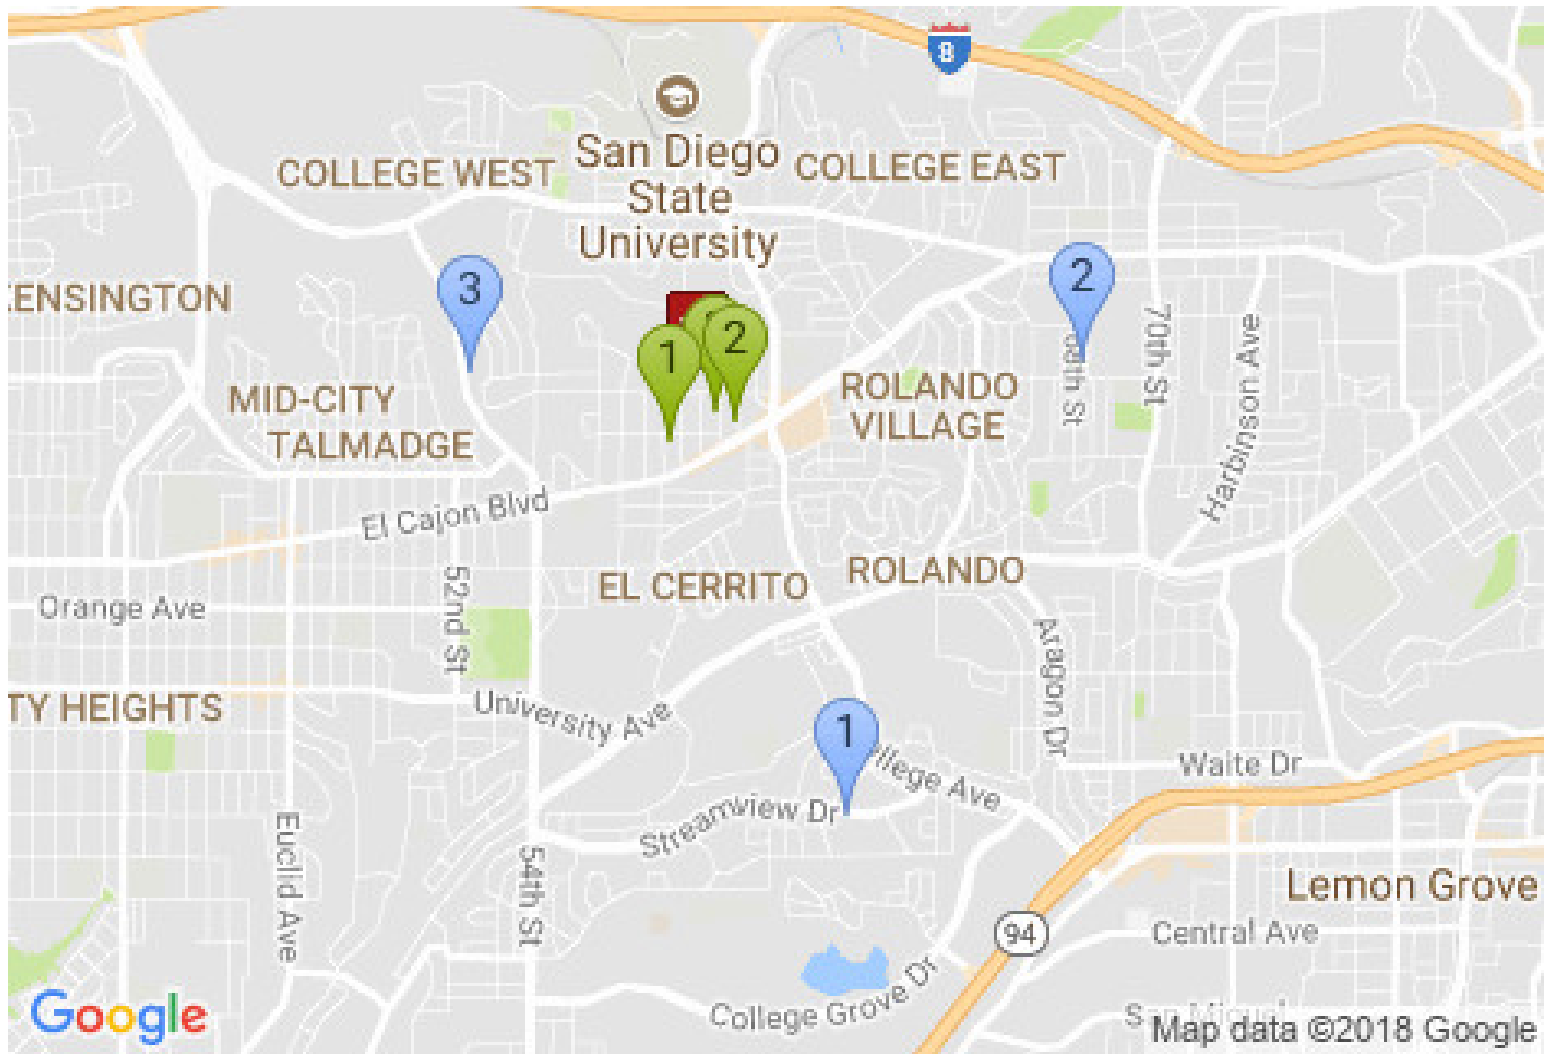 8
San Diego
State
University
COLLEGE WEST
COLLEGE EAST
3
2
ENSINGTON
1
2
70th St
68th St
Harbinson Ave
MID-CITY
TALMADGE
ROLANDO
VILLAGE
El Cajon Blvd
EL CERRITO
ROLANDO
Orange Ave
52nd St
Aragon Dr
TY HEIGHTS
University Ave
1
ollege Ave
Waite Dr
Streamview Dr
Euclid Ave
54th St
Lemon Grove
94
Central Ave
College Grove Dr
Google
Map data ©2018 Google